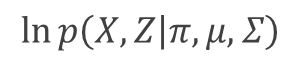 ln p(X, Z|π, μ, Σ)